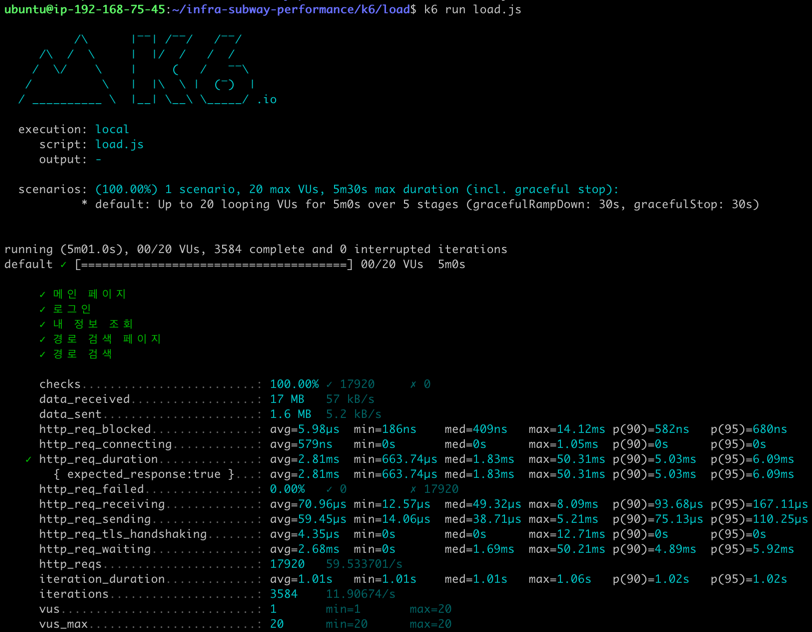 ubuntu@ip-192-168-75-45:~/infra-subway-performance/k6/load$ k6 run load.js
          /\      |‾‾| /‾‾/   /‾‾/
     /\  /  \     |  |/  /   /  /
    /  \/    \    |     (   /   ‾‾\
   /          \   |  |\  \ |  (‾)  |
  / __________ \  |__| \__\ \_____/ .io
execution: local
script: load.js
output: -
scenarios: (100.00%) 1 scenario, 20 max VUs, 5m30s max duration (incl. graceful stop):
* default: Up to 20 looping VUs for 5m0s over 5 stages (gracefulRampDown: 30s, gracefulStop: 30s)
running (5m01.0s), 00/20 VUs, 3584 complete and 0 interrupted iterations
default ✓ [======================================] 00/20 VUs  5m0s
✓ 메인 페이지
✓ 로그인
✓ 내 정보 조회
✓ 경로 검색 페이지
✓ 경로 검색
checks.........................: 100.00% ✓ 17920     ✗ 0
data_received..................: 17 MB   57 kB/s
data_sent......................: 1.6 MB  5.2 kB/s
http_req_blocked...............: avg=5.98µs  min=186ns    med=409ns   max=14.12ms p(90)=582ns   p(95)=680ns
http_req_connecting............: avg=579ns   min=0s       med=0s      max=1.05ms  p(90)=0s      p(95)=0s
✓ http_req_duration..............: avg=2.81ms  min=663.74µs med=1.83ms  max=50.31ms p(90)=5.03ms  p(95)=6.09ms
{ expected_response:true }...: avg=2.81ms  min=663.74µs med=1.83ms  max=50.31ms p(90)=5.03ms  p(95)=6.09ms
http_req_failed................: 0.00%   ✓ 0         ✗ 17920
http_req_receiving.............: avg=70.96µs min=12.57µs  med=49.32µs max=8.09ms  p(90)=93.68µs p(95)=167.11µs
http_req_sending...............: avg=59.45µs min=14.06µs  med=38.71µs max=5.21ms  p(90)=75.13µs p(95)=110.25µs
http_req_tls_handshaking.......: avg=4.35µs  min=0s       med=0s      max=12.71ms p(90)=0s      p(95)=0s
http_req_waiting...............: avg=2.68ms  min=0s       med=1.69ms  max=50.21ms p(90)=4.89ms  p(95)=5.92ms
http_reqs......................: 17920   59.533701/s
iteration_duration.............: avg=1.01s   min=1.01s    med=1.01s   max=1.06s   p(90)=1.02s   p(95)=1.02s
iterations.....................: 3584    11.90674/s
vus............................: 1       min=1       max=20
vus_max........................: 20      min=20      max=20